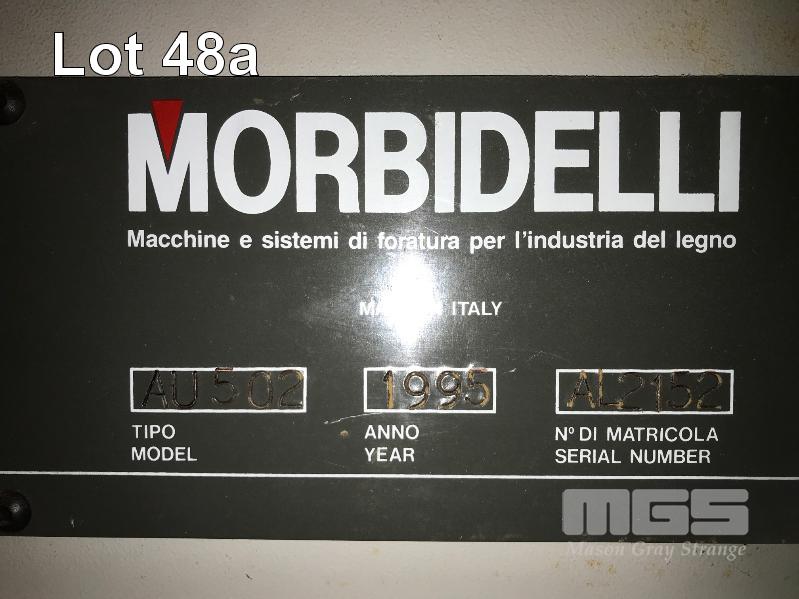 Lot 48a
MORBIDELLI
Macchine e sistemi di foratura per l'industria del legno
ITALY
AU502 1995 AL2152
TIPO ANNO Nº DI MATRICOLA
MODEL YEAR SERIAL NUMBER
MGS
Mason Gray Strange